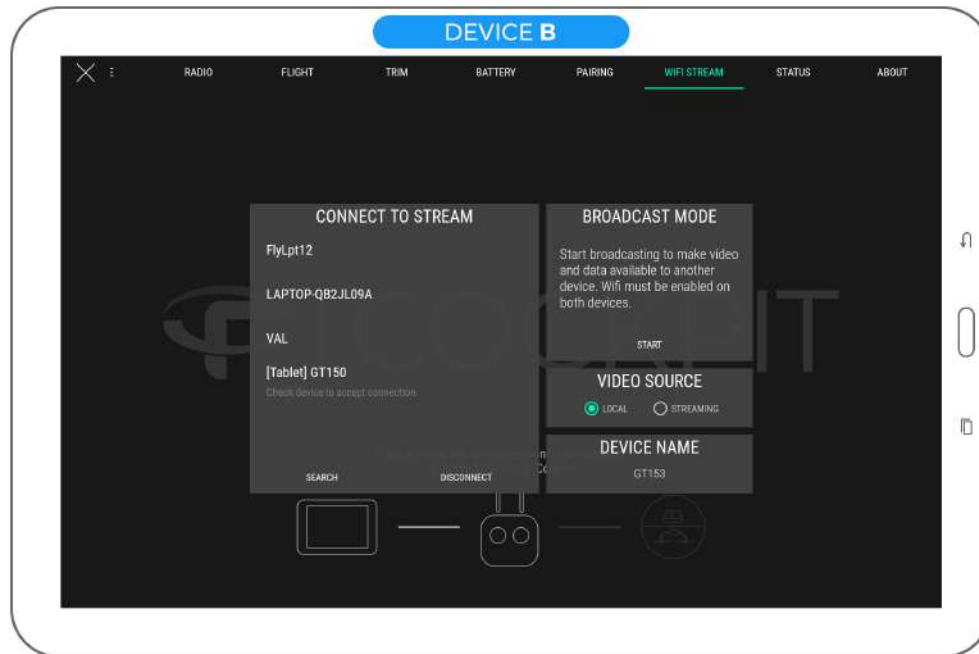 DEVICE B
RADIO
FLIGHT
TRIM
BATTERY
PAIRING
WIFI STREAM
STATUS
ABOUT
CONNECT TO STREAM
FlyLpt12
LAPTOP-QB2JL09A
VAL
[Tablet] GT150
Check device to accept connection
SEARCH
DISCONNECT
BROADCAST MODE
Start broadcasting to make video
and data available to another
device. Wifi must be enabled on
both devices.
START
VIDEO SOURCE
LOCAL
STREAMING
DEVICE NAME
GT153